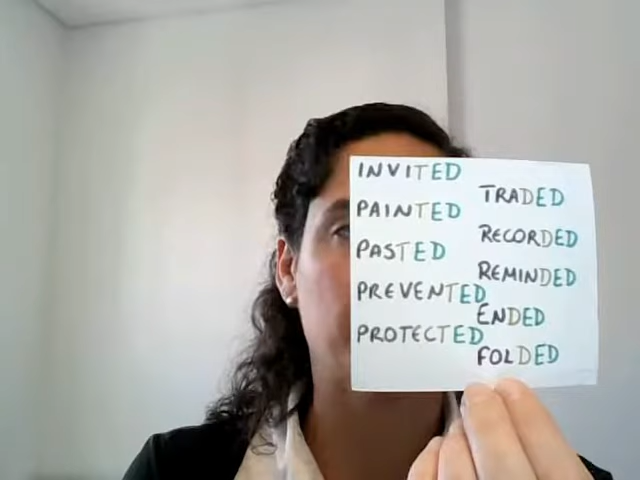 INVITED
PAINTED
PASTED
PREVENTED
PROTECTED
TRADED
RECORDED
REMINDED
ENDED
FOLDED